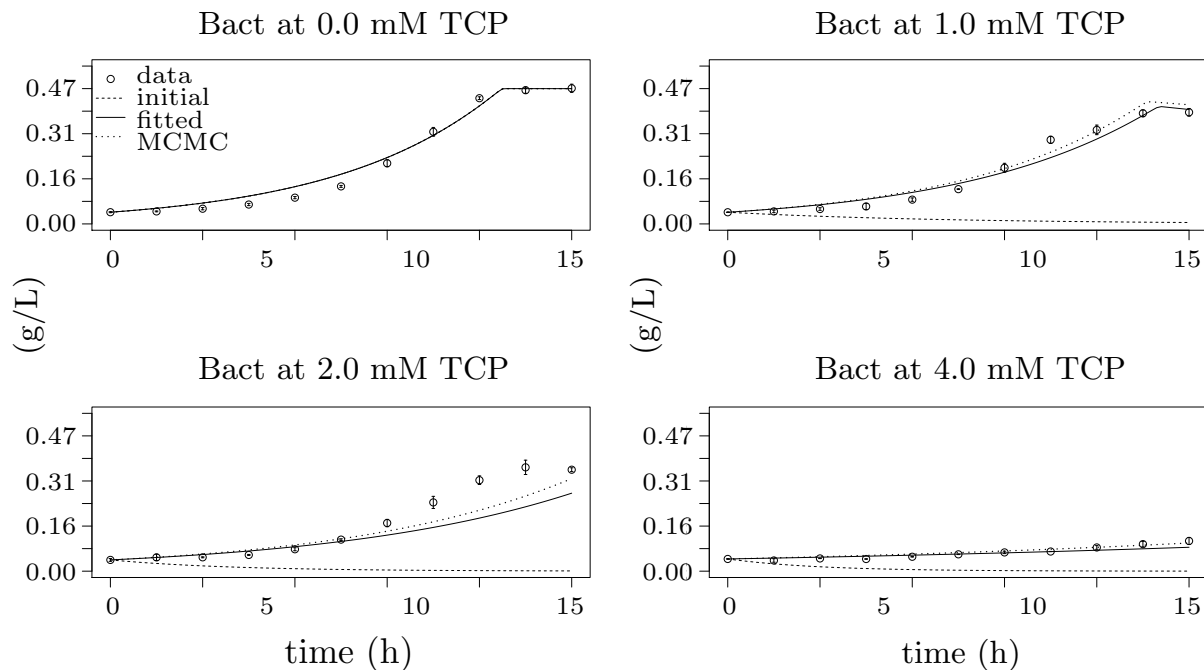 Bact at 0.0 mM TCP
0.47
0.31
0.16
0.00
data
initial
fitted
MCMC
0 5 10 15
Bact at 1.0 mM TCP
0.47
0.31
0.16
0.00
0 5 10 15
(g/L)
(g/L)
Bact at 2.0 mM TCP
0.47
0.31
0.16
0.00
0 5 10 15
time (h)
Bact at 4.0 mM TCP
0.47
0.31
0.16
0.00
0 5 10 15
time (h)